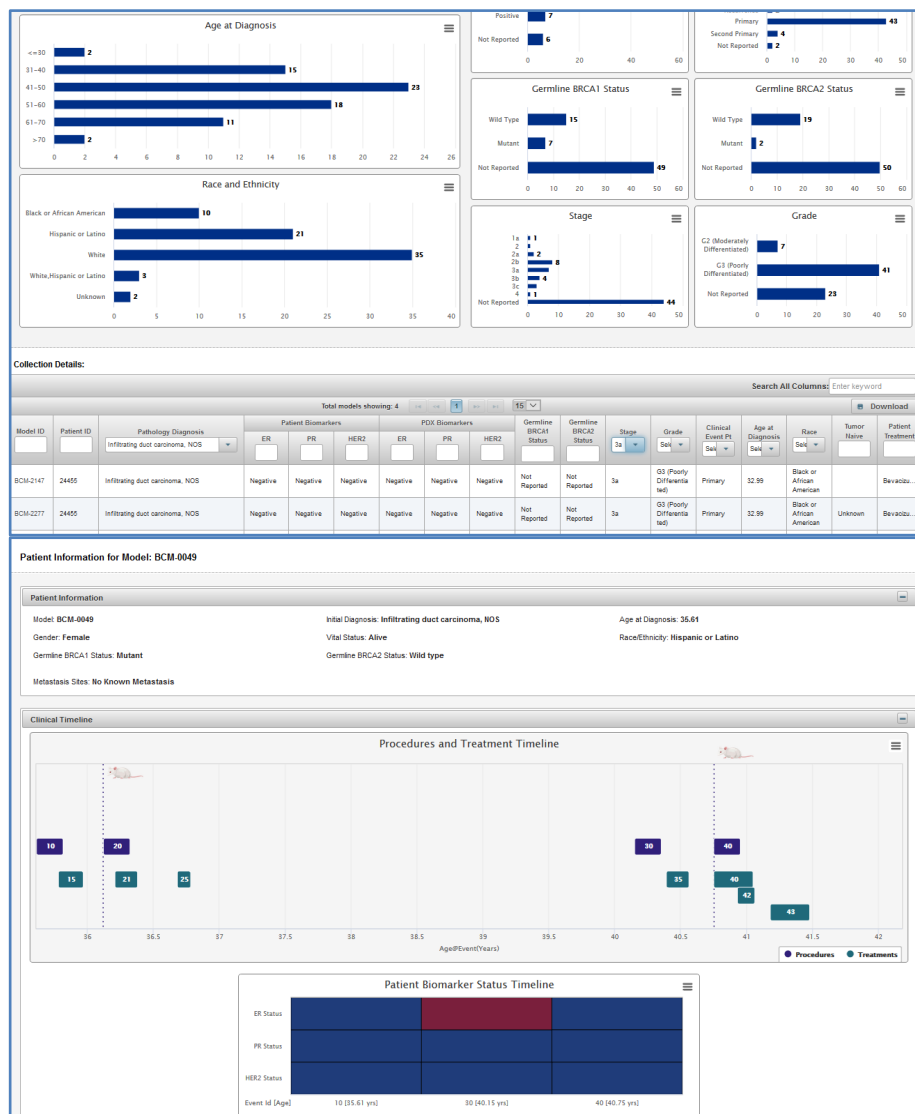 Age at Diagnosis
<=30 2
31-40 15
41-50 23
51-60 18
61-70 11
>70 2
0 2 4 6 8 10 12 14 16 18 20 22 24 26
Race and Ethnicity
Black or African American 10
Hispanic or Latino 21
White 35
White,Hispanic or Latino 3
Unknown 2
0 5 10 15 20 25 30 35 40
Positive 7
Not Reported 6
0 10 20 30 40 50 60
Primary 43
Second Primary 4
Not Reported 2
0 10 20 30 40 50
Germline BRCA1 Status
Wild Type 15
Mutant 7
Not Reported 49
0 10 20 30 40 50 60
Germline BRCA2 Status
Wild Type 19
Mutant 2
Not Reported 50
0 10 20 30 40 50 60
Stage
1a 1
2
2a 2
2b 8
3a
3b 4
3c
4 1
Not Reported 44
0 10 20 30 40 50
Grade
G2 (Moderately
Differentiated) 7
G3 (Poorly
Differentiated) 41
Not Reported 23
0 10 20 30 40 50
Collection Details:
Search All Columns: Enter keyword
Total models showing: 4 1 15 Download
Model ID Patient ID Pathology Diagnosis Patient Biomarkers ER PR HER2 PDX Biomarkers ER PR HER2 Germline BRCA1 Status Germline BRCA2 Status Stage Grade Clinical Event Pt Age at Diagnosis Race Tumor Naive Patient Treatment
Infiltrating duct carcinoma, NOS 3a Sele Sele Sele Sele
BCM-2147 24455 Infiltrating duct carcinoma, NOS Negative Negative Negative Negative Negative Negative Not Reported Not Reported 3a G3 (Poorly Differentia ted) Primary 32.99 Black or African American Bevacizu...
BCM-2277 24455 Infiltrating duct carcinoma, NOS Negative Negative Negative Negative Negative Negative Not Reported Not Reported 3a G3 (Poorly Differentia ted) Primary 32.99 Black or African American Unknown Bevacizu...
Patient Information for Model: BCM-0049
Patient Information
Model: BCM-0049 Initial Diagnosis: Infiltrating duct carcinoma, NOS Age at Diagnosis: 35.61
Gender: Female Vital Status: Alive Race/Ethnicity: Hispanic or Latino
Germline BRCA1 Status: Mutant Germline BRCA2 Status: Wild type
Metastasis Sites: No Known Metastasis
Clinical Timeline
Procedures and Treatment Timeline
10 20 30 40
15 21 25 35 40
42
43
36 36.5 37 37.5 38 38.5 39 39.5 40 40.5 41 41.5 42
Age@Event(Years)
Procedures Treatments
Patient Biomarker Status Timeline
ER Status
PR Status
HER2 Status
Event Id [Age] 10 [35.61 yrs] 30 [40.15 yrs] 40 [40.75 yrs]